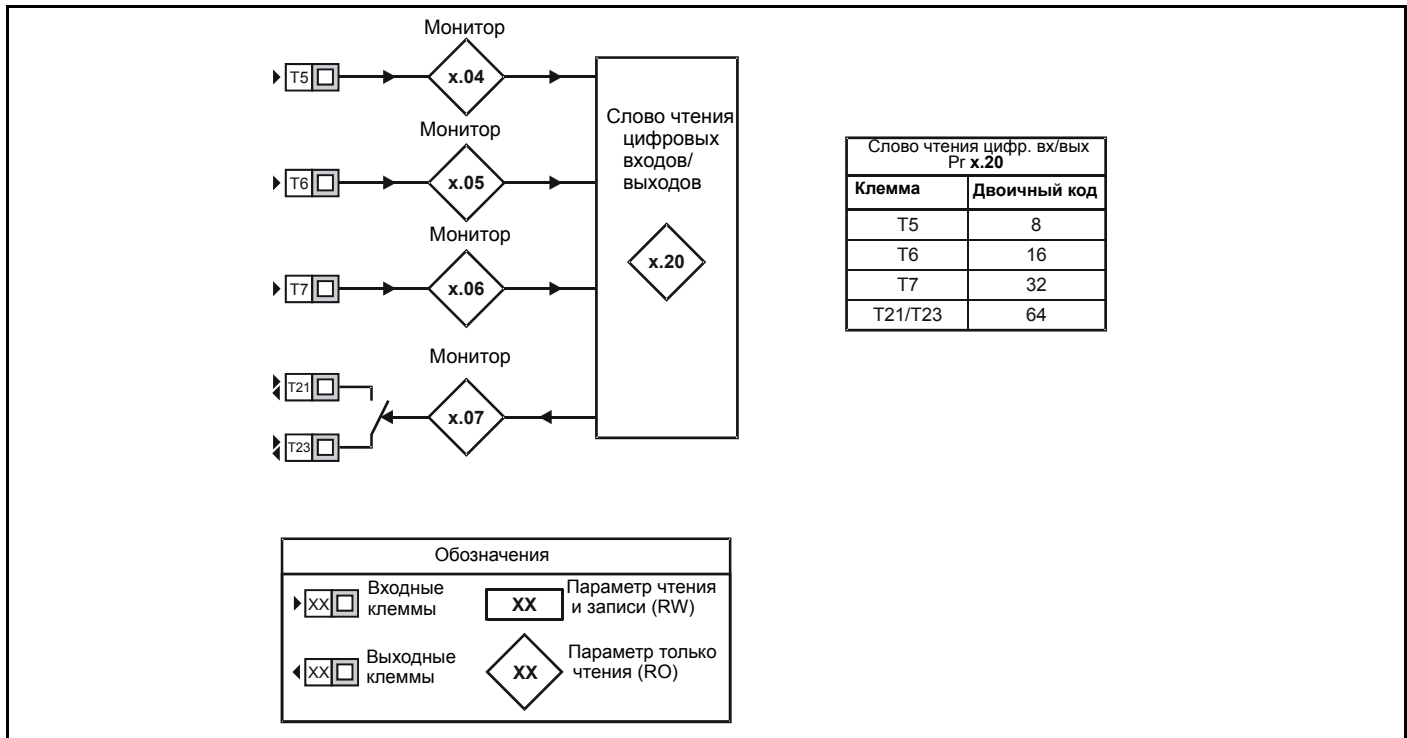 Монитор
T5
x.04
Монитор
T6
x.05
Монитор
T7
x.06
Монитор
T21
x.07
T23
Слово чтения
цифровых
входов/
выходов
x.20
Слово чтения цифр. вх/вых
Pr x.20
Клемма Двоичный код
T5 8
T6 16
T7 32
T21/T23 64
Обозначения
XX
Входные
клеммы
XX
Параметр чтения
и записи (RW)
XX
Выходные
клеммы
XX
Параметр только
чтения (RO)